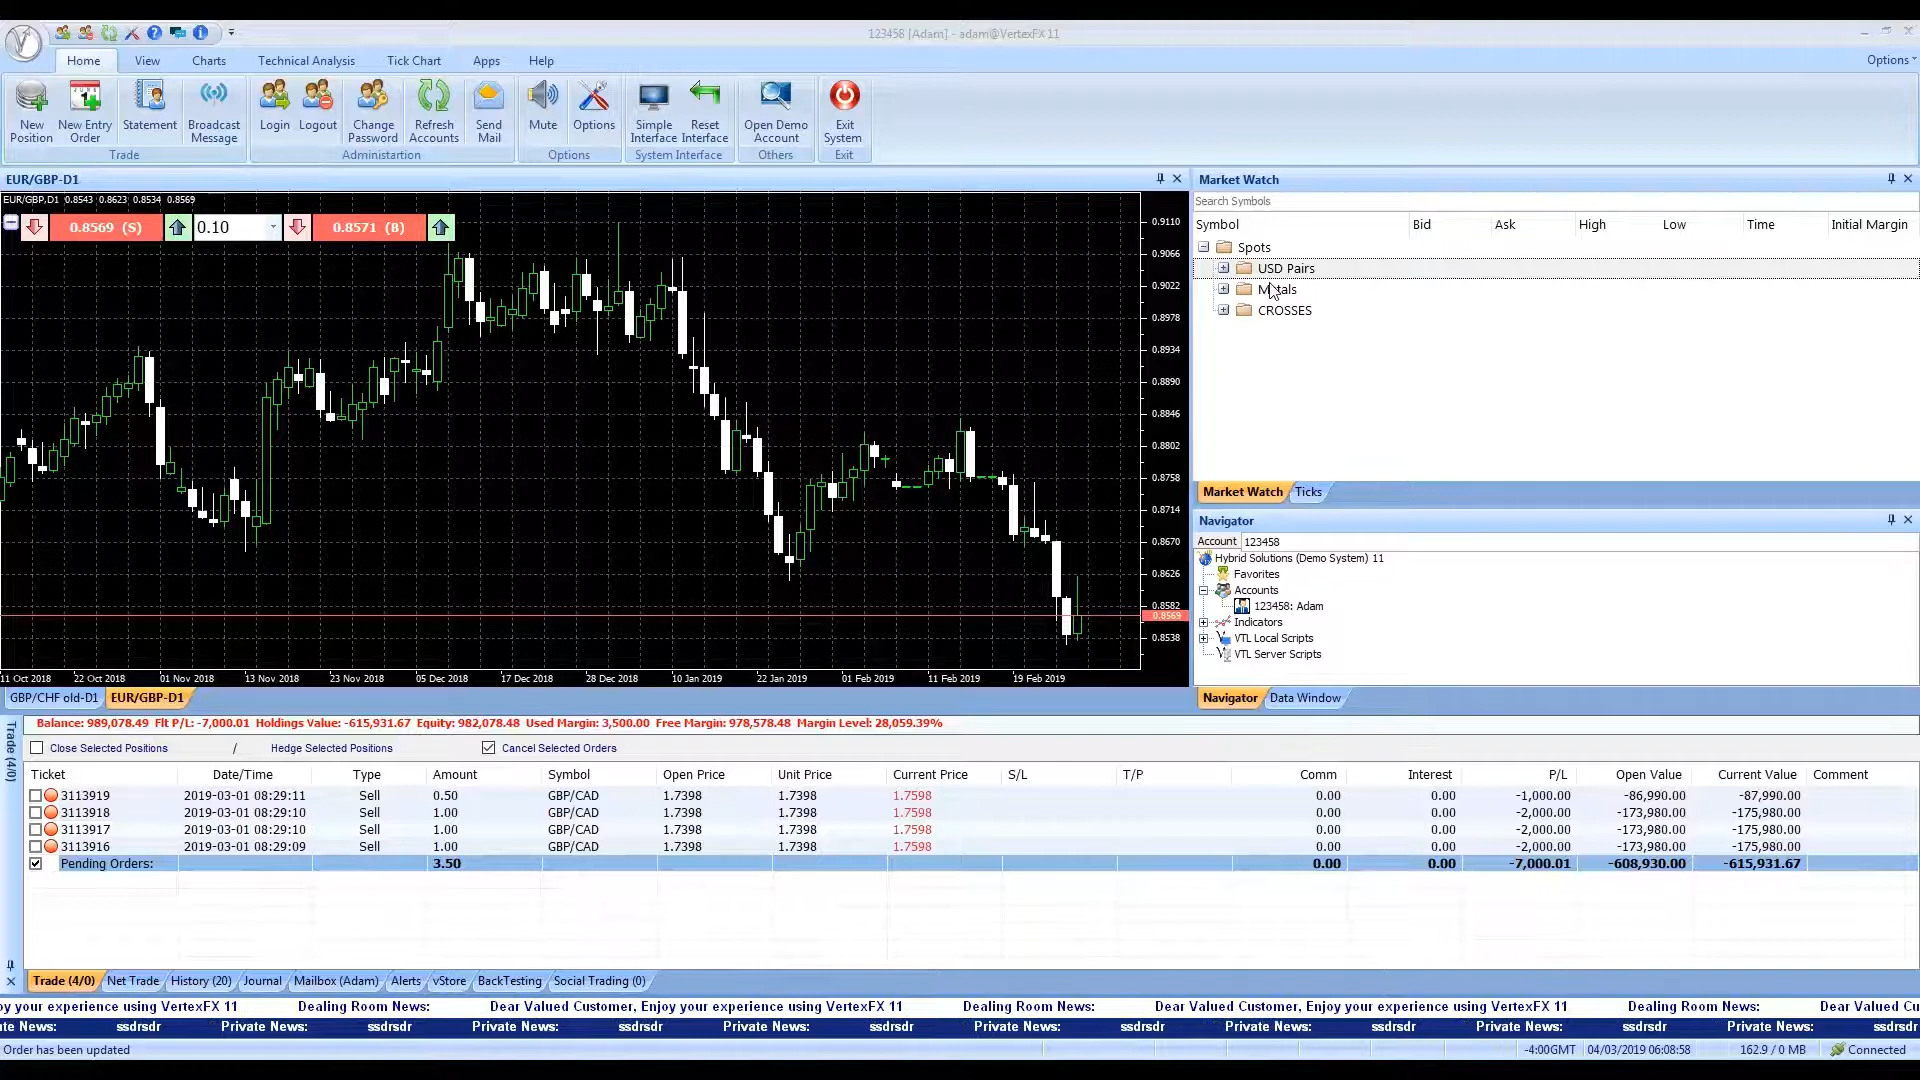 123458 [Adam] - adam@VertexFX 11
Home View Charts Technical Analysis Tick Chart Apps Help Options
New Position New Entry Order Statement Broadcast Message Login Logout Change Password Refresh Accounts Send Mail Mute Options Simple Interface Reset Interface Open Demo Account Exit System
Trade Administartion Options System Interface Others Exit
EUR/GBP-D1
EUR/GBP,D1 0.8543 0.8623 0.8534 0.8569
0.8569 (S) 0.10 0.8571 (B)
0.9110
0.9066
0.9022
0.8978
0.8934
0.8890
0.8846
0.8802
0.8758
0.8714
0.8670
0.8626
0.8582
0.8569
0.8538
11 Oct 2018 22 Oct 2018 01 Nov 2018 13 Nov 2018 23 Nov 2018 05 Dec 2018 17 Dec 2018 28 Dec 2018 10 Jan 2019 22 Jan 2019 01 Feb 2019 11 Feb 2019 19 Feb 2019
GBP/CHF old-D1 EUR/GBP-D1
Market Watch
Search Symbols
Symbol Bid Ask High Low Time Initial Margin
Spots
USD Pairs
Metals
CROSSES
Market Watch Ticks
Navigator
Account 123458
Hybrid Solutions (Demo System) 11
Favorites
Accounts
123458: Adam
Indicators
VTL Local Scripts
VTL Server Scripts
Navigator Data Window
Trade (4/0)
Balance: 989,078.49 Flt P/L: -7,000.01 Holdings Value: -615,931.67 Equity: 982,078.48 Used Margin: 3,500.00 Free Margin: 978,578.48 Margin Level: 28,059.39%
Close Selected Positions / Hedge Selected Positions Cancel Selected Orders
Ticket Date/Time Type Amount Symbol Open Price Unit Price Current Price S/L T/P Comm Interest P/L Open Value Current Value Comment
3113919 2019-03-01 08:29:11 Sell 0.50 GBP/CAD 1.7398 1.7398 1.7598 0.00 0.00 -1,000.00 -86,990.00 -87,990.00
3113918 2019-03-01 08:29:10 Sell 1.00 GBP/CAD 1.7398 1.7398 1.7598 0.00 0.00 -2,000.00 -173,980.00 -175,980.00
3113917 2019-03-01 08:29:10 Sell 1.00 GBP/CAD 1.7398 1.7398 1.7598 0.00 0.00 -2,000.00 -173,980.00 -175,980.00
3113916 2019-03-01 08:29:09 Sell 1.00 GBP/CAD 1.7398 1.7398 1.7598 0.00 0.00 -2,000.00 -173,980.00 -175,980.00
Pending Orders: 3.50 0.00 0.00 -7,000.01 -608,930.00 -615,931.67
Trade (4/0) Net Trade History (20) Journal Mailbox (Adam) Alerts vStore BackTesting Social Trading (0)
oy your experience using VertexFX 11 Dealing Room News: Dear Valued Customer, Enjoy your experience using VertexFX 11 Dealing Room News: Dear Valued Customer, Enjoy your experience using VertexFX 11 Dealing Room News: Dear Valued Cu
te News: ssdrsdr Private News: ssdrsdr Private News: ssdrsdr Private News: ssdrsdr Private News: ssdrsdr Private News: ssdrsdr Private News: ssdrsdr Private News: ssdrsdr
Order has been updated -4:00GMT 04/03/2019 06:08:58 162.9 / 0 MB Connected